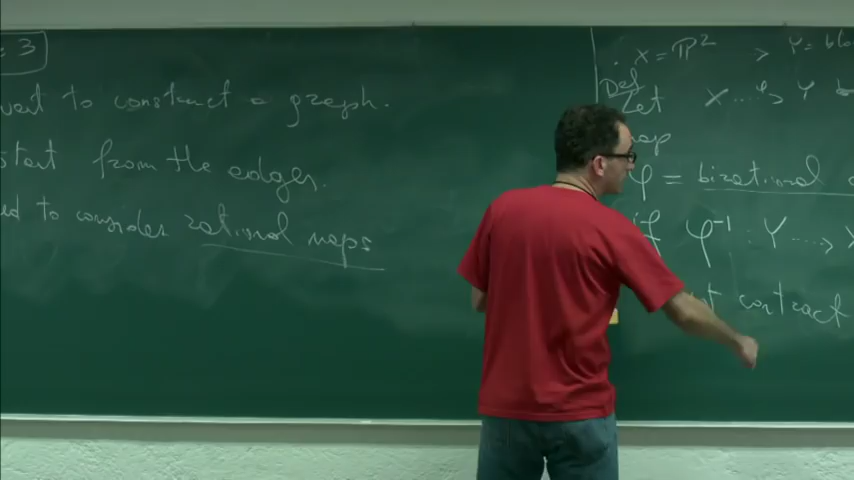 3
to construct a graph.
start from the edges.
to consider rational maps
X = ℙ² > Y =
Def
Let X ⇢ Y
map
φ = birational
if φ⁻¹ : Y ⇢ X
contract